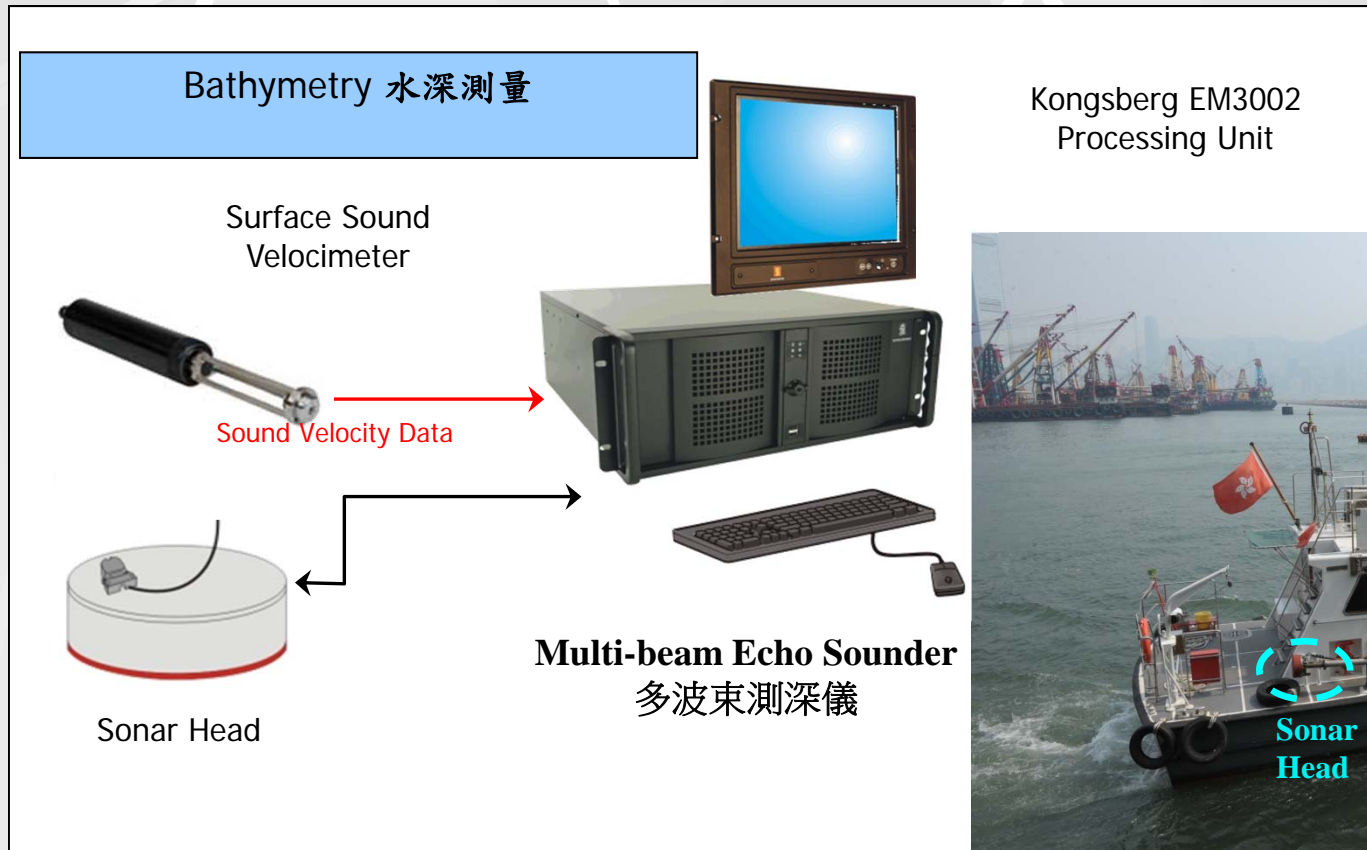 Bathymetry 水深測量
Kongsberg EM3002
Processing Unit
Surface Sound
Velocimeter
Sound Velocity Data
Multi-beam Echo Sounder
多波束測深儀
Sonar Head
Sonar
Head